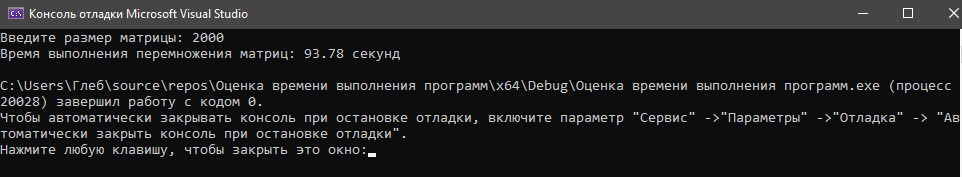 Консоль отладки Microsoft Visual Studio
Введите размер матрицы: 2000
Время выполнения перемножения матриц: 93.78 секунд
C:\Users\Глеб\source\repos\Оценка времени выполнения программ\x64\Debug\Оценка времени выполнения программ.exe (процесс
20028) завершил работу с кодом 0.
Чтобы автоматически закрывать консоль при остановке отладки, включите параметр "Сервис" ->"Параметры" ->"Отладка" -> "Ав
томатически закрыть консоль при остановке отладки".
Нажмите любую клавишу, чтобы закрыть это окно: